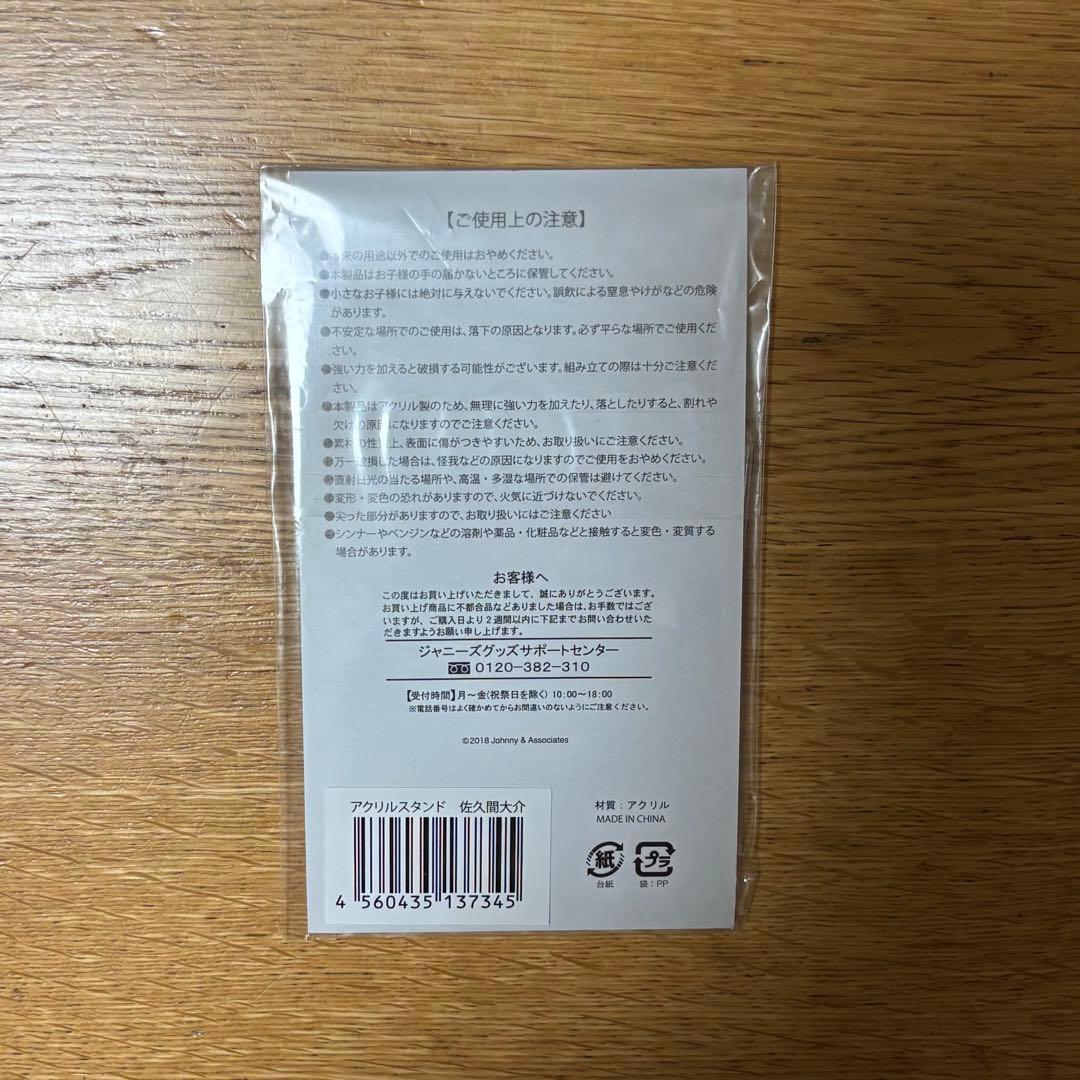 【ご使用上の注意】
●本来の用途以外でのご使用はおやめください。
●本製品はお子様の手の届かないところに保管してください。
●小さなお子様には絶対に与えないでください。誤飲による窒息やけがなどの危険
があります。
●不安定な場所でのご使用は、落下の原因となります。必ず平らな場所でご使用くだ
さい。
●強い力を加えると破損する可能性がございます。組み立ての際は十分ご注意くだ
さい。
●本製品はアクリル製のため、無理に強い力を加えたり、落としたりすると、割れや
欠けの原因になりますのでご注意ください。
●素材の性質上、表面に傷がつきやすいため、お取り扱いにご注意ください。
●万一破損した場合は、怪我などの原因になりますのでご使用をおやめください。
●直射日光の当たる場所や、高温・多湿な場所での保管は避けてください。
●変形・変色の恐れがありますので、火気に近づけないでください。
●尖った部分がありますので、お取り扱いにはご注意ください
●シンナーやベンジンなどの溶剤や薬品・化粧品などと接触すると変色・変質する
場合があります。
お客様へ
この度はお買い上げいただきまして、誠にありがとうございます。
お買い上げ商品に不都合品などありました場合は、お手数ではござ
いますが、ご購入日より2週間以内に下記までお問い合わせいた
だきますようお願い申し上げます。
ジャニーズグッズサポートセンター
0120-382-310
【受付時間】月〜金(祝祭日を除く) 10:00〜18:00
※電話番号はよく確かめてからお間違いのないようにご注意ください。
©2018 Johnny & Associates
アクリルスタンド 佐久間大介
4 560435 137345
材質：アクリル
MADE IN CHINA
紙 プラ
台紙 袋：PP